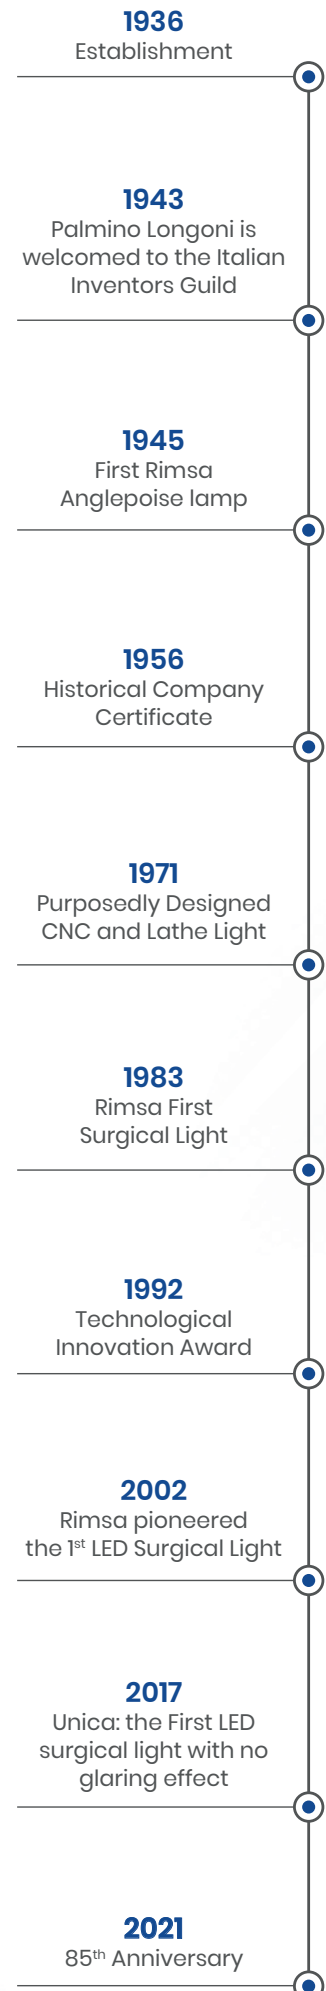 1936
Establishment
1943
Palmino Longoni is
welcomed to the Italian
Inventors Guild
1945
First Rimsa
Anglepoise lamp
1956
Historical Company
Certificate
1971
Purposedly Designed
CNC and Lathe Light
1983
Rimsa First
Surgical Light
1992
Technological
Innovation Award
2002
Rimsa pioneered
the 1st LED Surgical Light
2017
Unica: the First LED
surgical light with no
glaring effect
2021
85th Anniversary